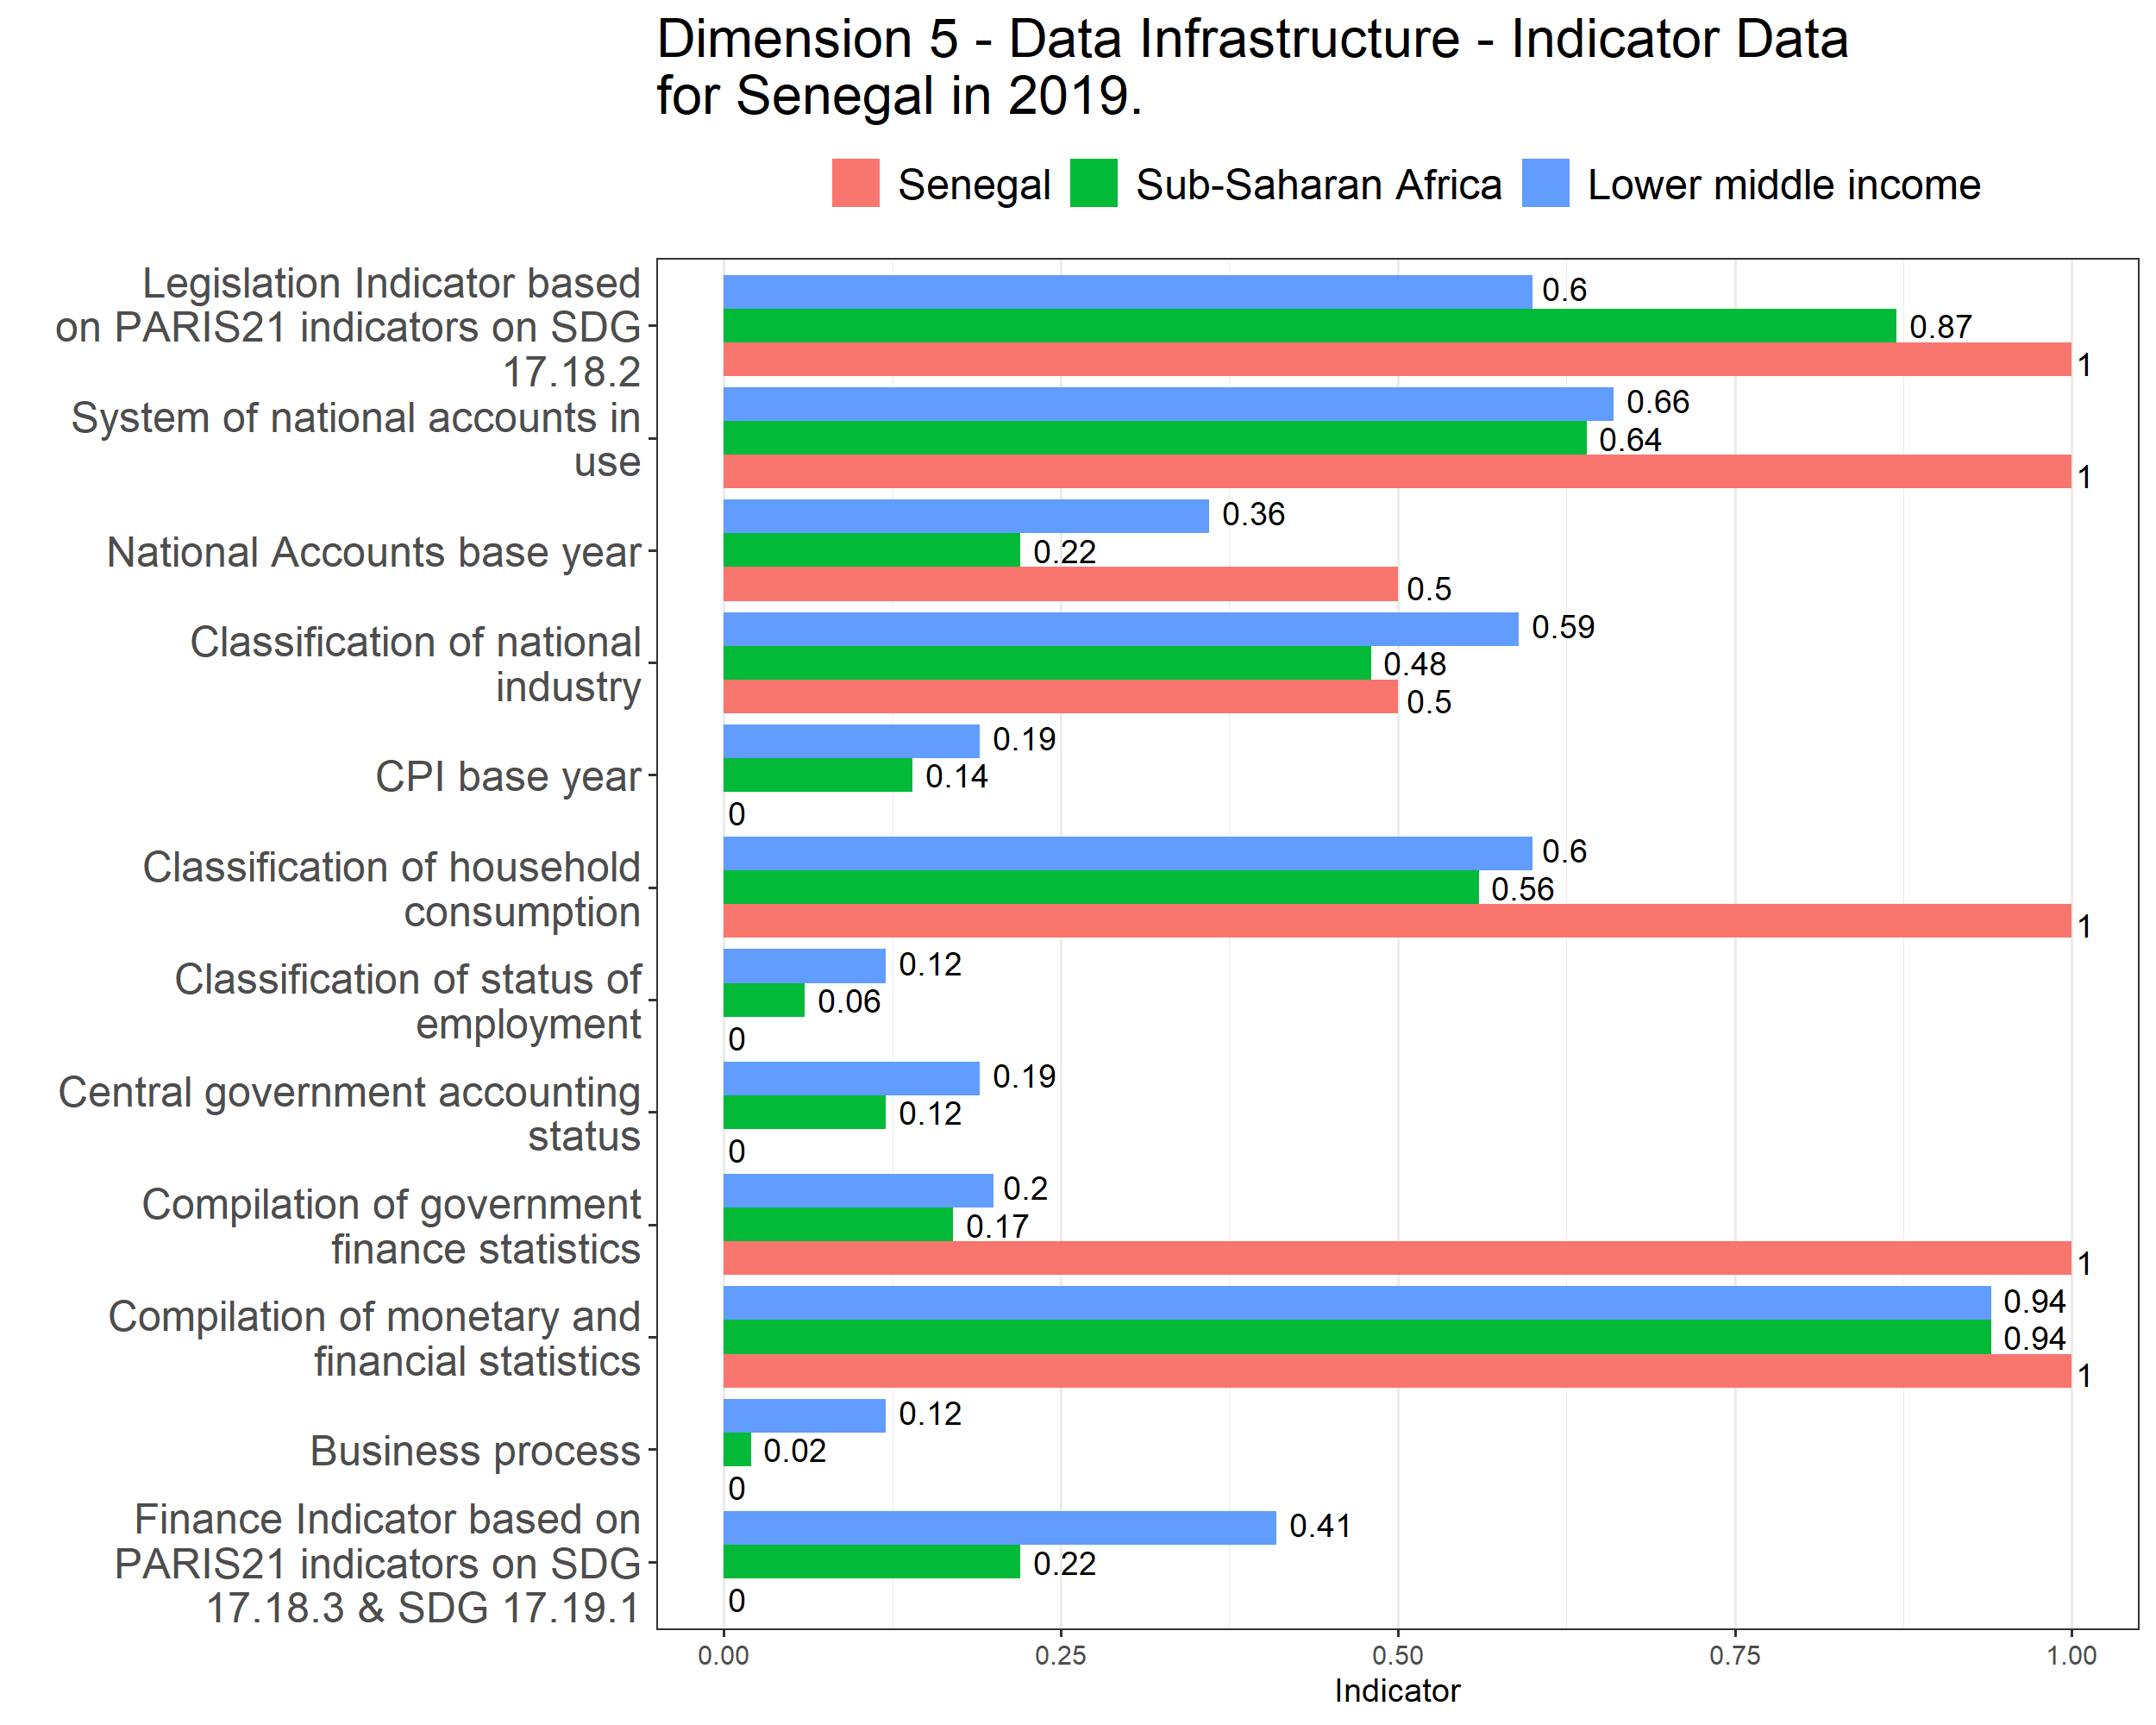 Dimension 5 - Data Infrastructure - Indicator Data
for Senegal in 2019.
Senegal Sub-Saharan Africa Lower middle income
Legislation Indicator based
on PARIS21 indicators on SDG
17.18.2
0.6
0.87
1
System of national accounts in
use
0.66
0.64
1
National Accounts base year
0.36
0.22
0.5
Classification of national
industry
0.59
0.48
0.5
CPI base year
0.19
0.14
0
Classification of household
consumption
0.6
0.56
1
Classification of status of
employment
0.12
0.06
0
Central government accounting
status
0.19
0.12
0
Compilation of government
finance statistics
0.2
0.17
1
Compilation of monetary and
financial statistics
0.94
0.94
1
Business process
0.12
0.02
0
Finance Indicator based on
PARIS21 indicators on SDG
17.18.3 & SDG 17.19.1
0.41
0.22
0
0.00 0.25 0.50 0.75 1.00
Indicator